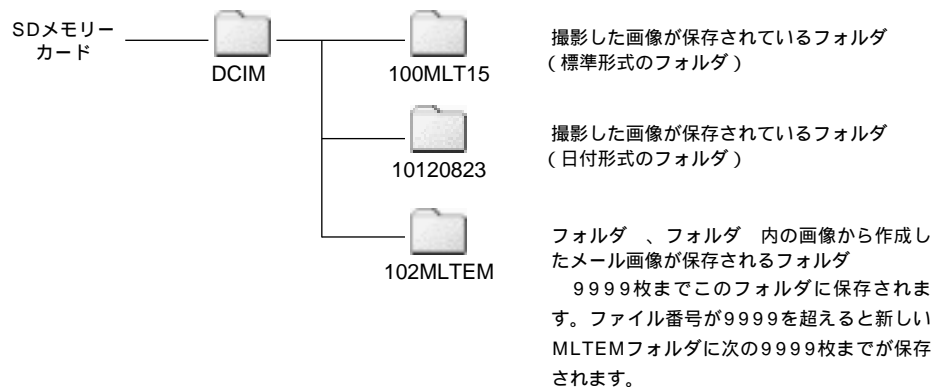 SDメモリー
カード
DCIM
100MLT15
撮影した画像が保存されているフォルダ
(標準形式のフォルダ)
10120823
撮影した画像が保存されているフォルダ
(日付形式のフォルダ)
102MLTEM
フォルダ 、フォルダ 内の画像から作成し
たメール画像が保存されるフォルダ
9999枚までこのフォルダに保存されま
す。ファイル番号が9999を超えると新しい
MLTEMフォルダに次の9999枚までが保存
されます。